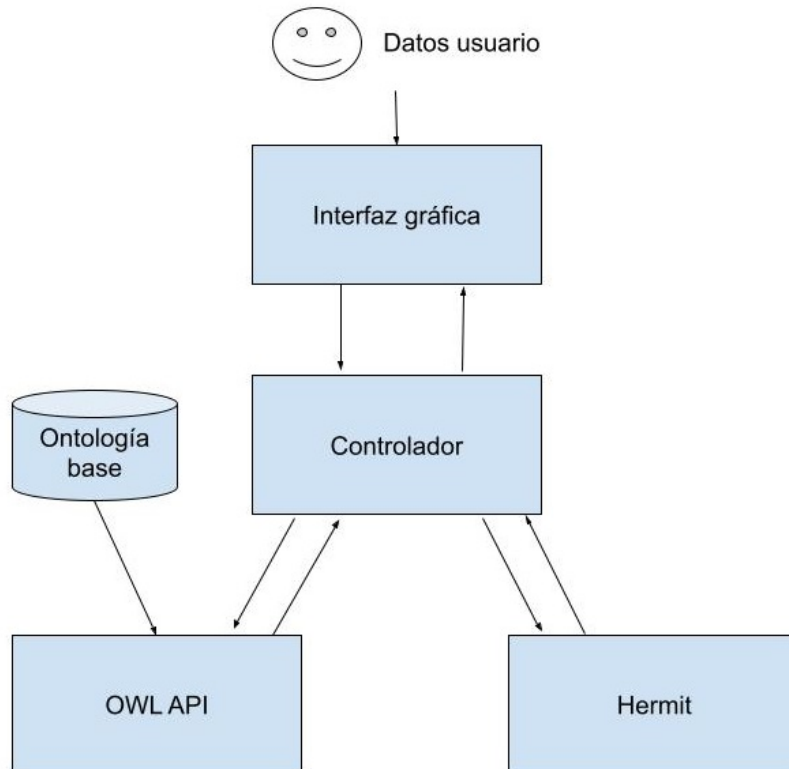 Datos usuario
Interfaz gráfica
Ontología
base
Controlador
OWL API
Hermit